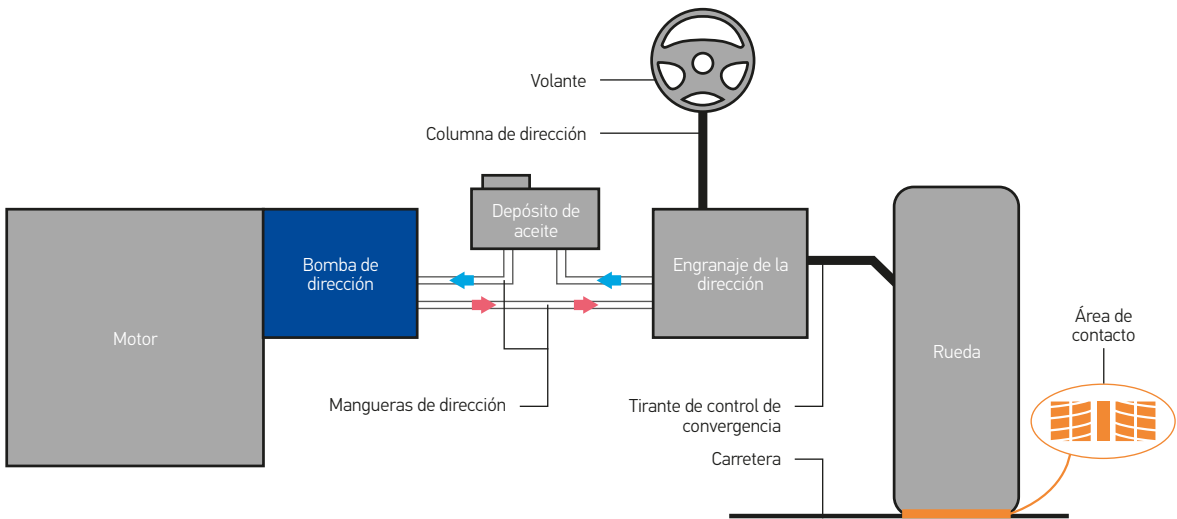 Volante
Columna de dirección
Depósito de
aceite
Bomba de
dirección
Engranaje de la
dirección
Motor
Rueda
Área de
contacto
Mangueras de dirección
Tirante de control de
convergencia
Carretera